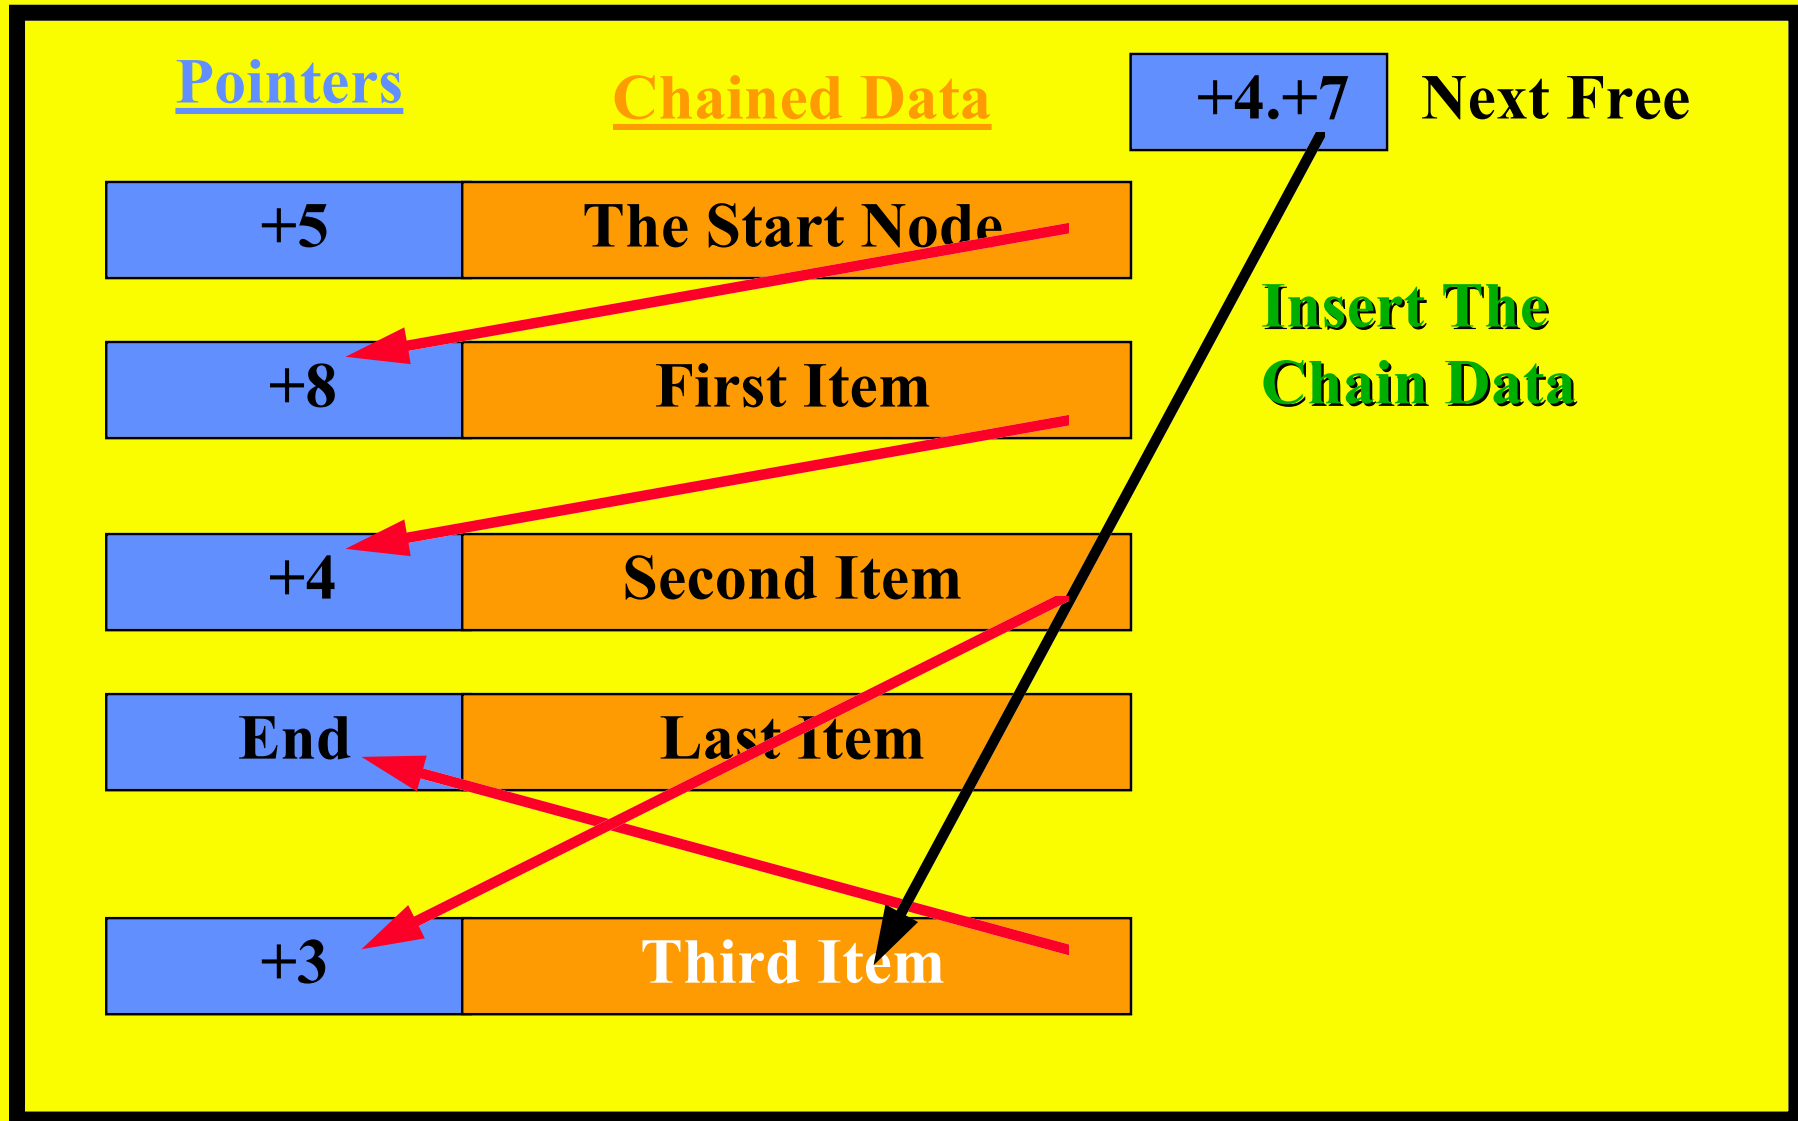 Pointers
Chained Data
+4.+7
Next Free
+5
The Start Node
Insert The
Chain Data
+8
First Item
+4
Second Item
End
Last Item
+3
Third Item